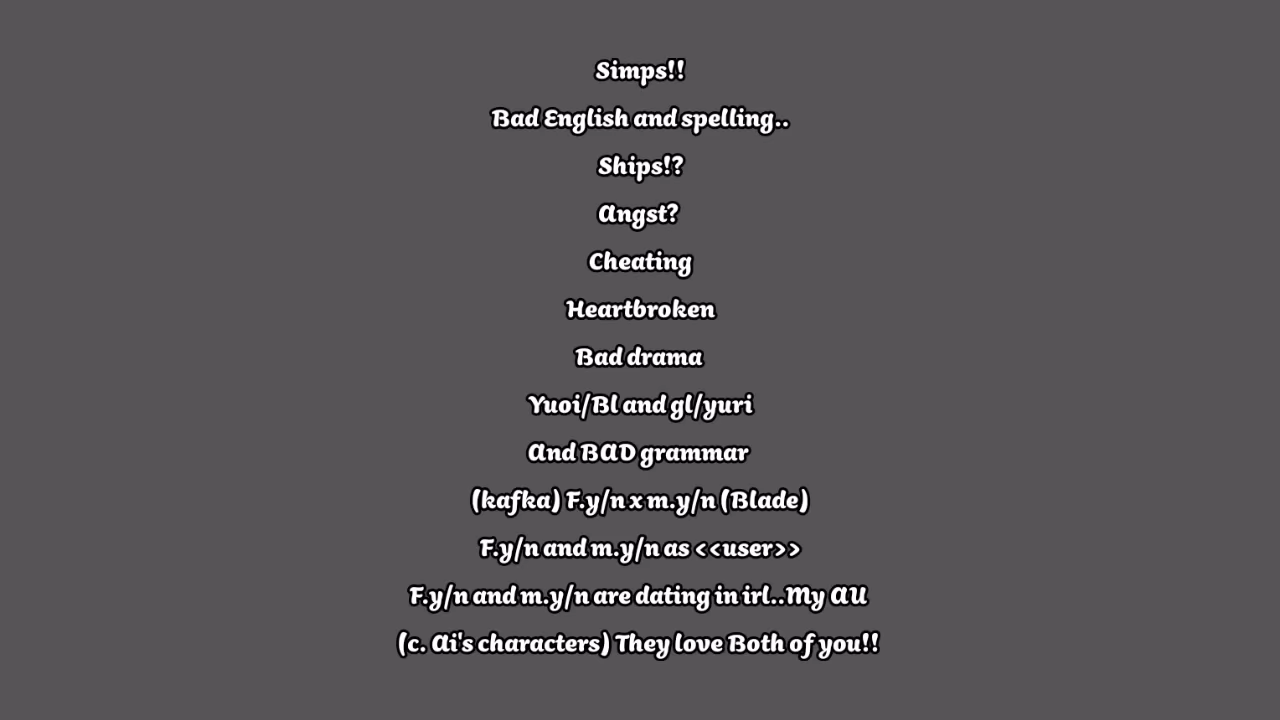 Simps!!
Bad English and spelling..
Ships!?
Angst?
Cheating
Heartbroken
Bad drama
Yuoi/Bl and gl/yuri
And BAD grammar
(kafka) F.y/n x m.y/n (Blade)
F.y/n and m.y/n as <<user>>
F.y/n and m.y/n are dating in irl..My AU
(c. Ai's characters) They love Both of you!!